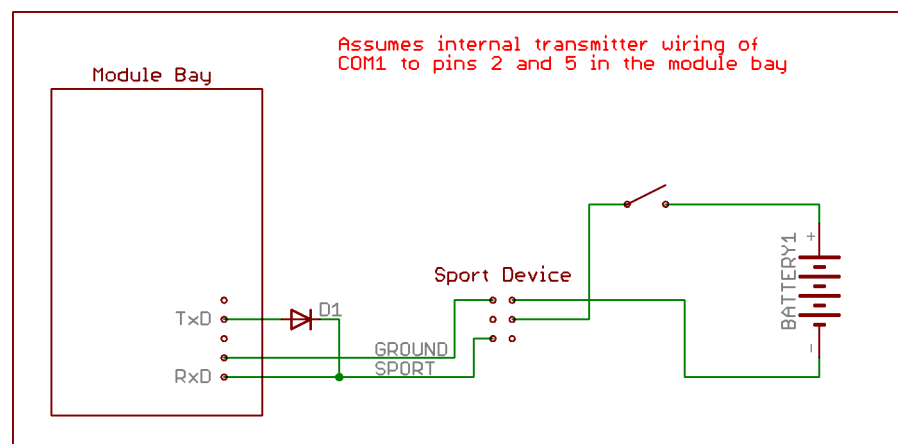 Assumes internal transmitter wiring of
COM1 to pins 2 and 5 in the module bay
Module Bay
Sport Device
BATTERY1
+
-
TxD
D1
GROUND
SPORT
RxD